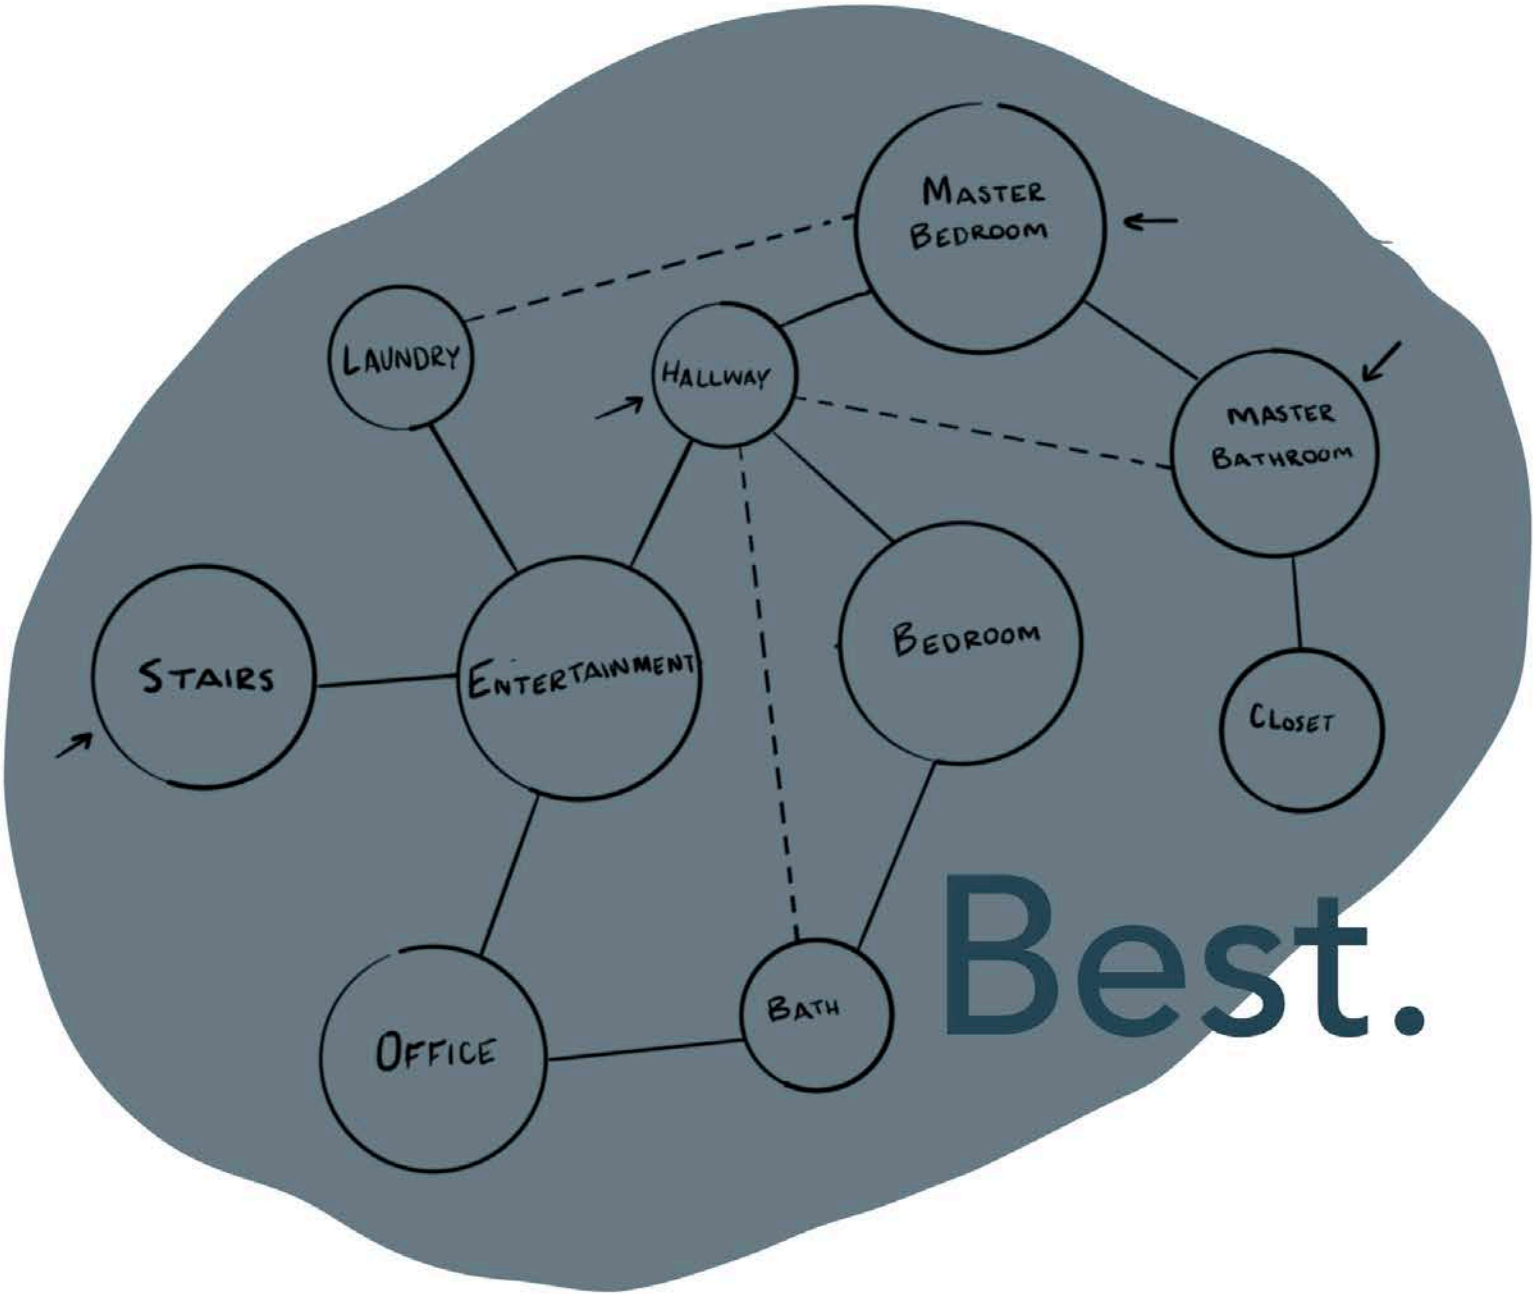 MASTER
BEDROOM
LAUNDRY
HALLWAY
MASTER
BATHROOM
STAIRS
ENTERTAINMENT
BEDROOM
CLOSET
OFFICE
BATH
Best.